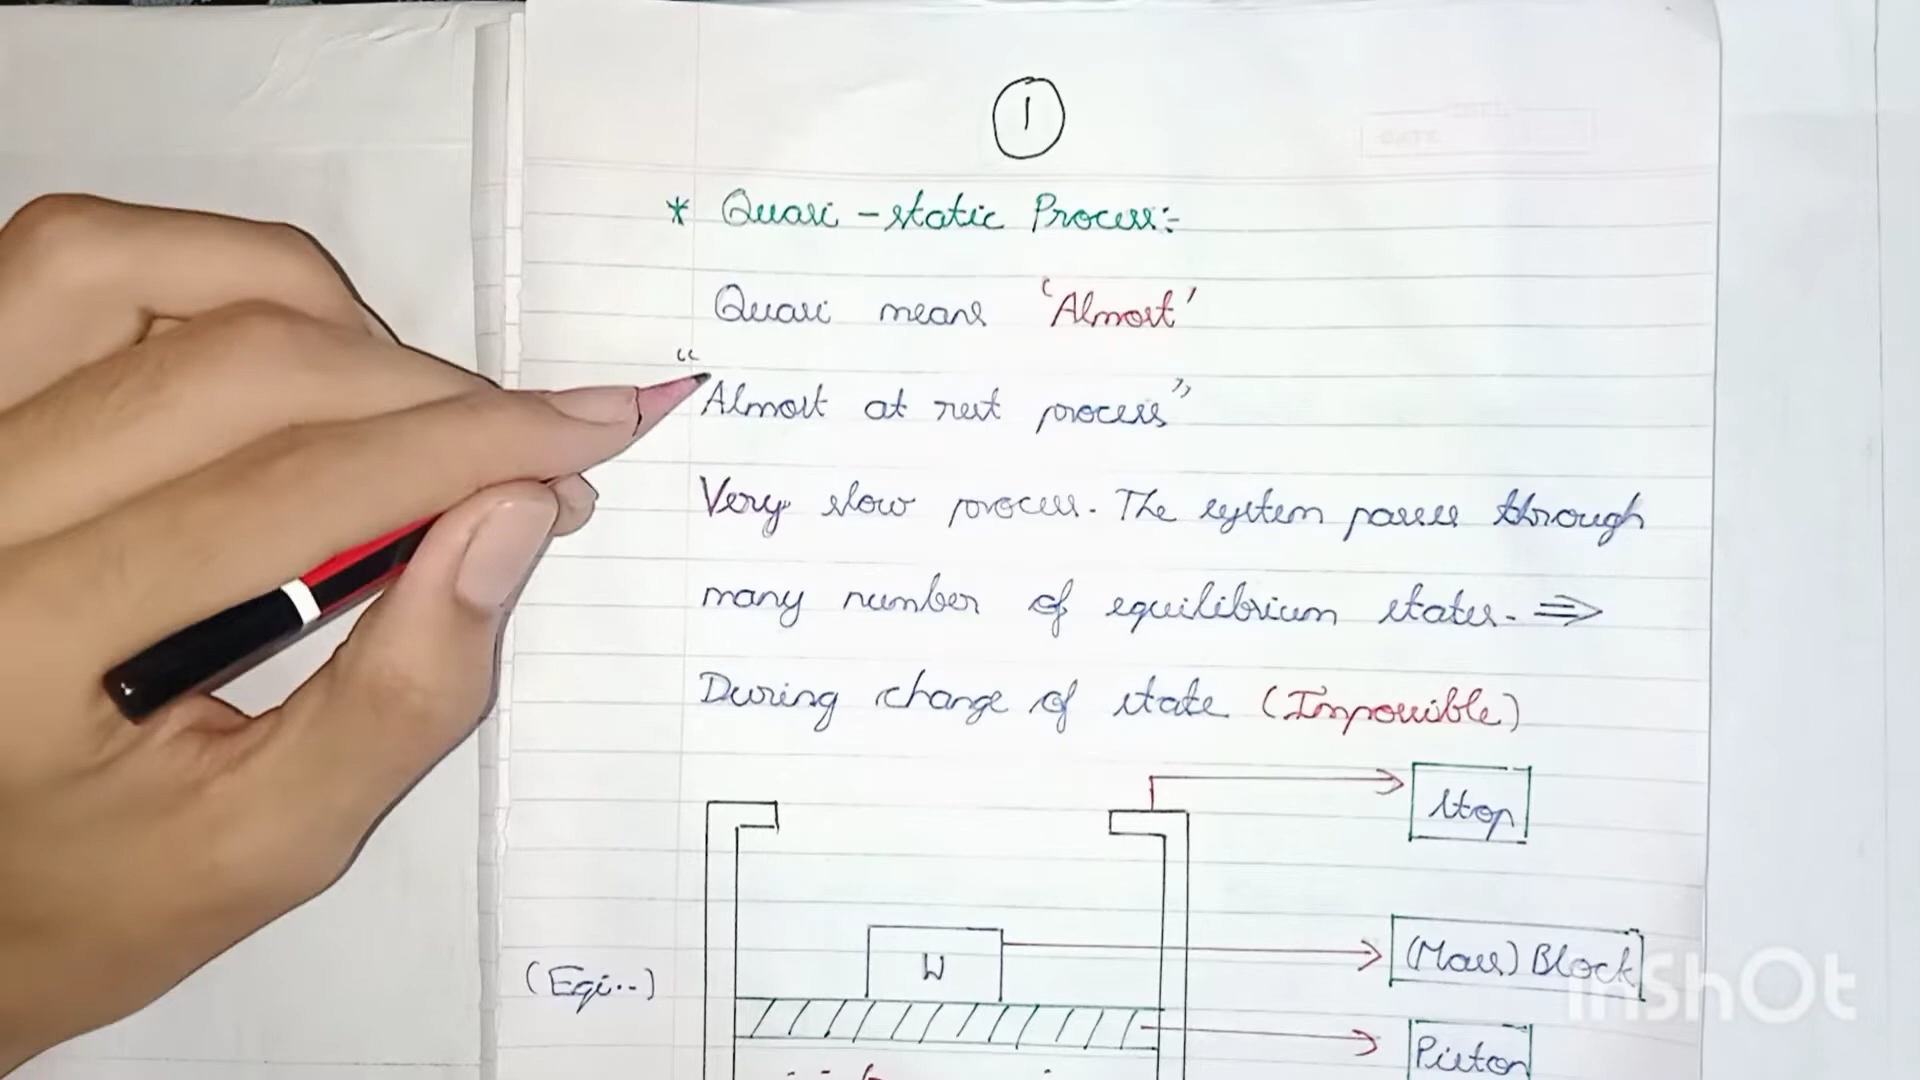 1
* Quasi-static Process:-
Quasi means 'Almost'
"Almost at rest process"
Very slow process. The system passes through
many number of equilibrium states. ⇒
During change of state (Impossible)
Stop
W
(Mass) Block
(Eqi..)
Piston
InShOt